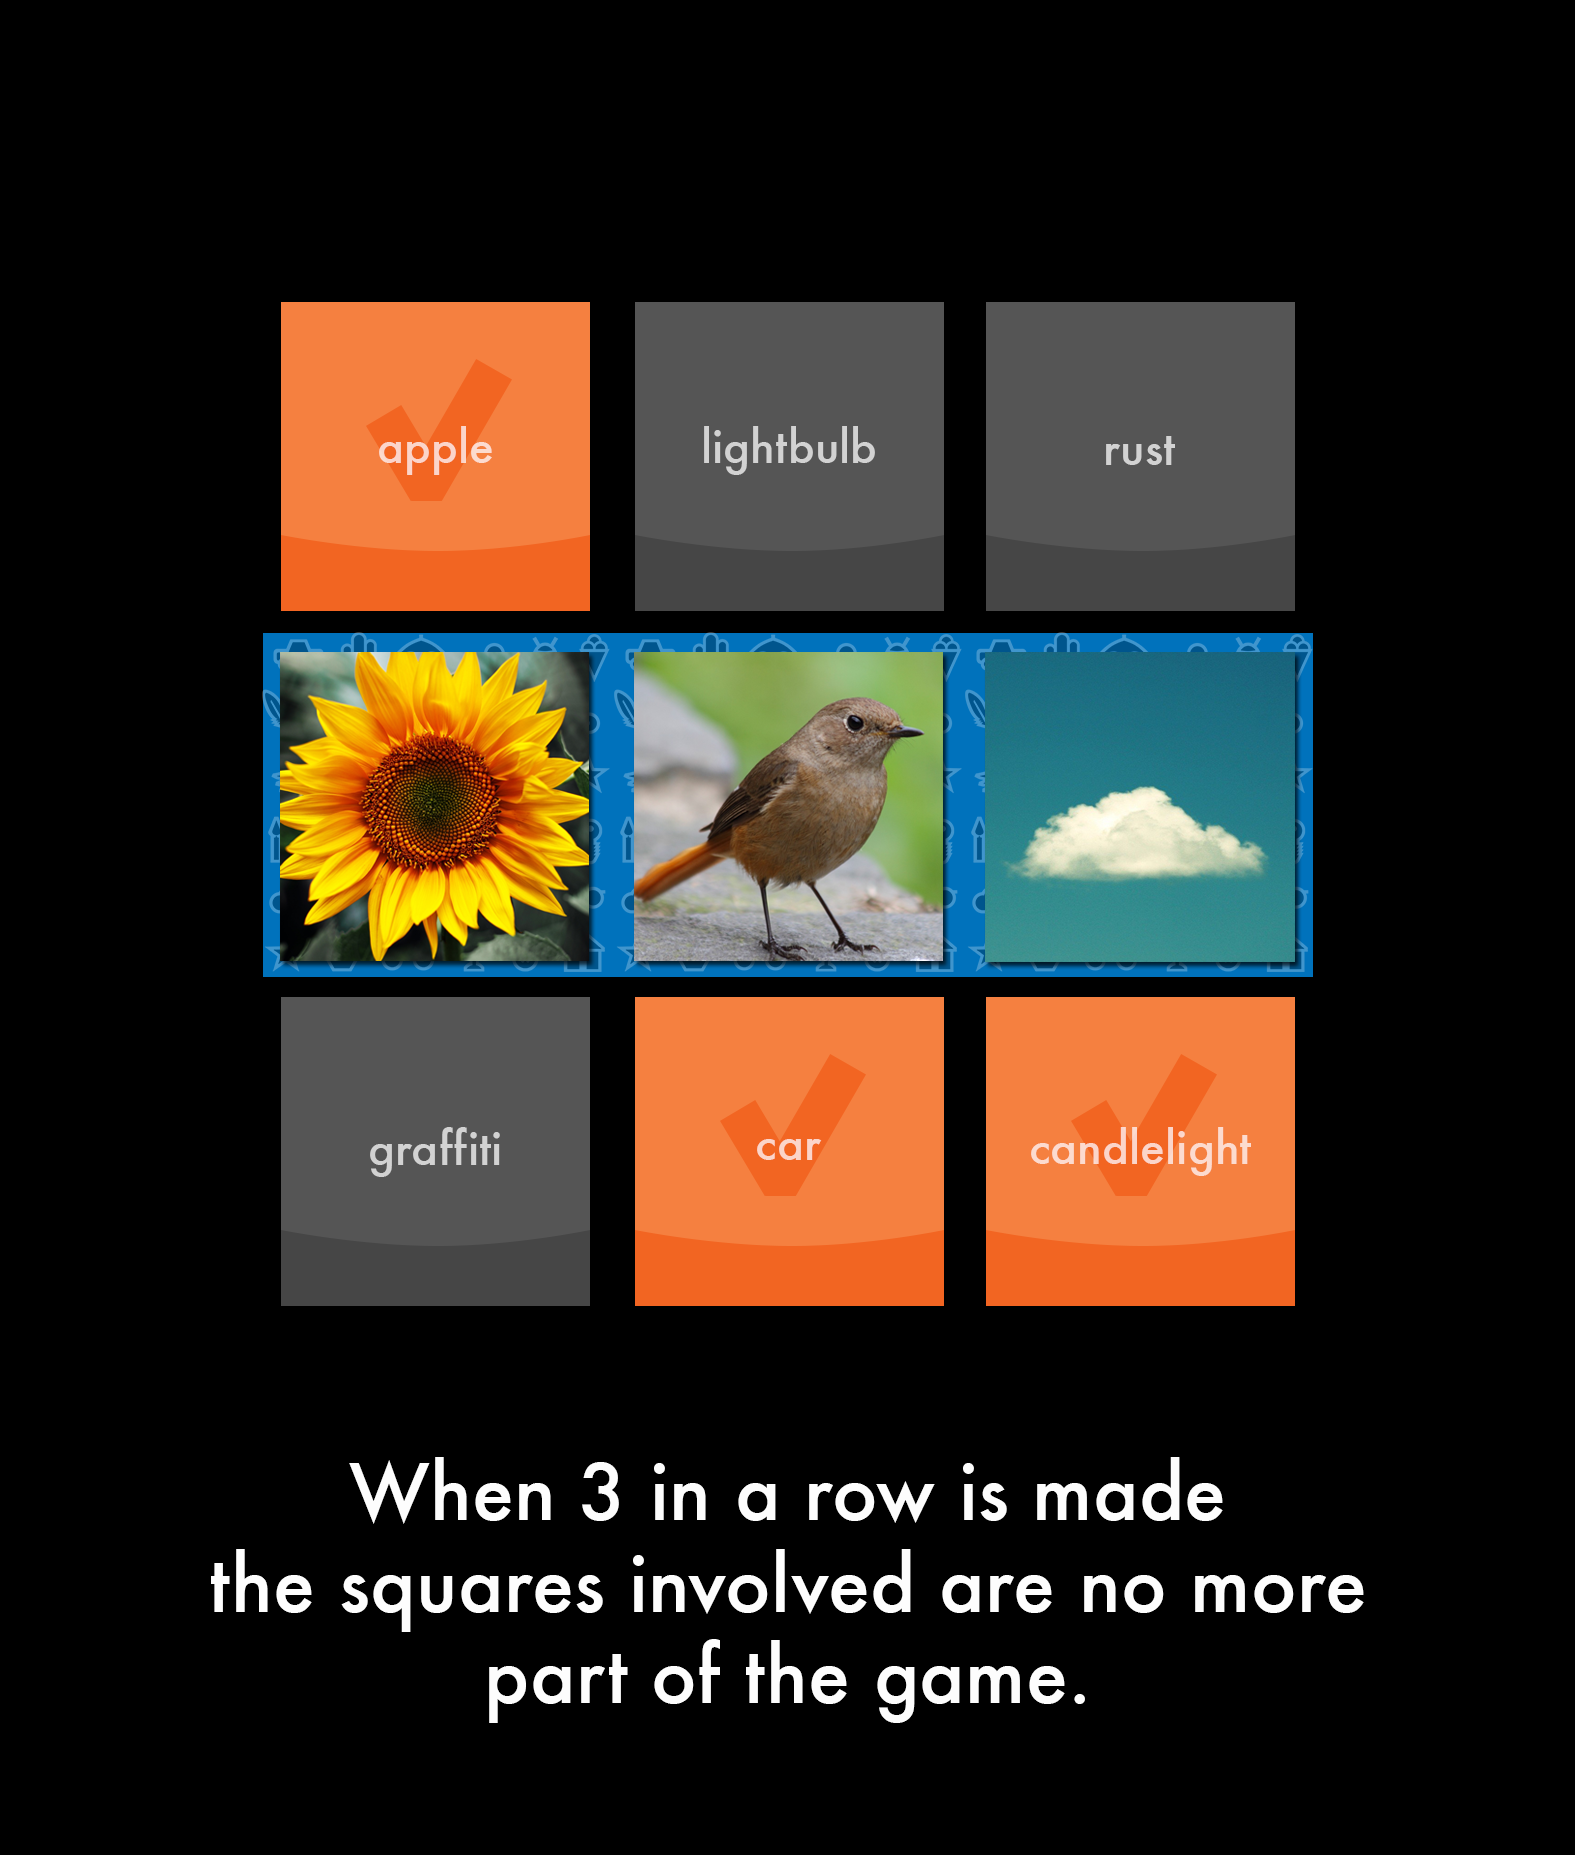 apple
lightbulb
rust
graffiti
car
candlelight
When 3 in a row is made
the squares involved are no more
part of the game.